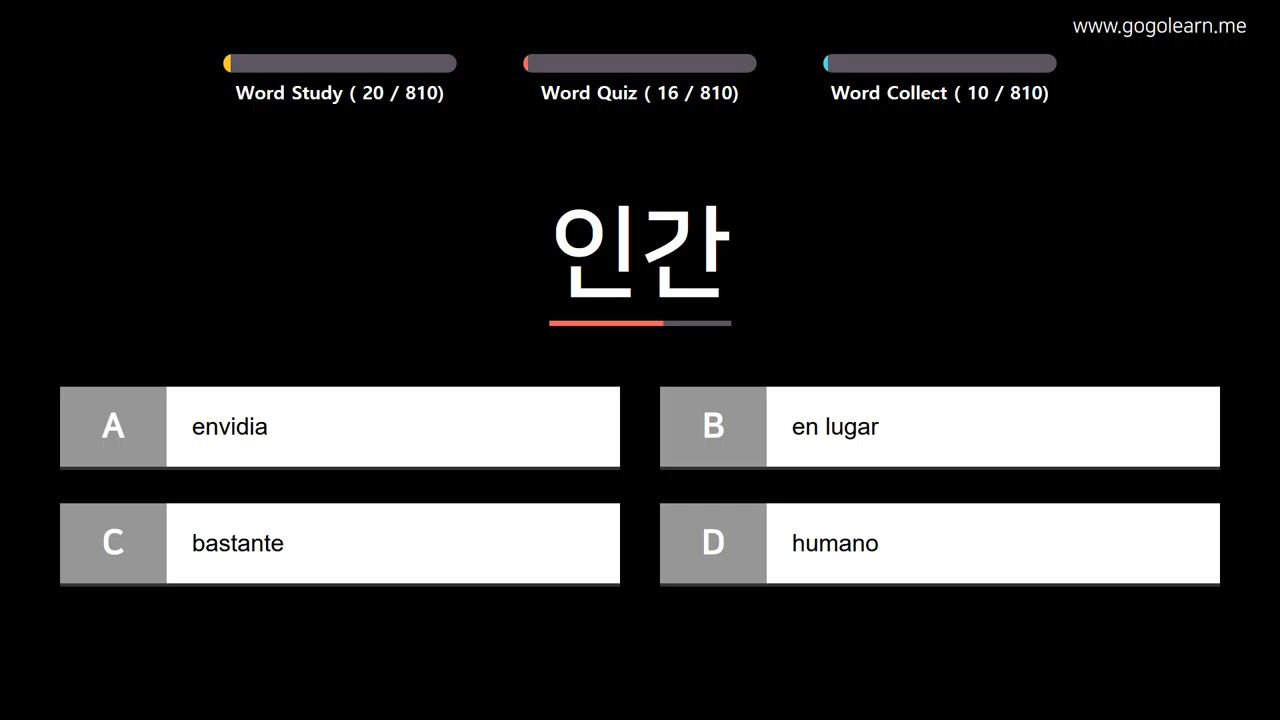 www.gogolearn.me
Word Study ( 20 / 810)
Word Quiz ( 16 / 810)
Word Collect ( 10 / 810)
인간
A envidia
B en lugar
C bastante
D humano